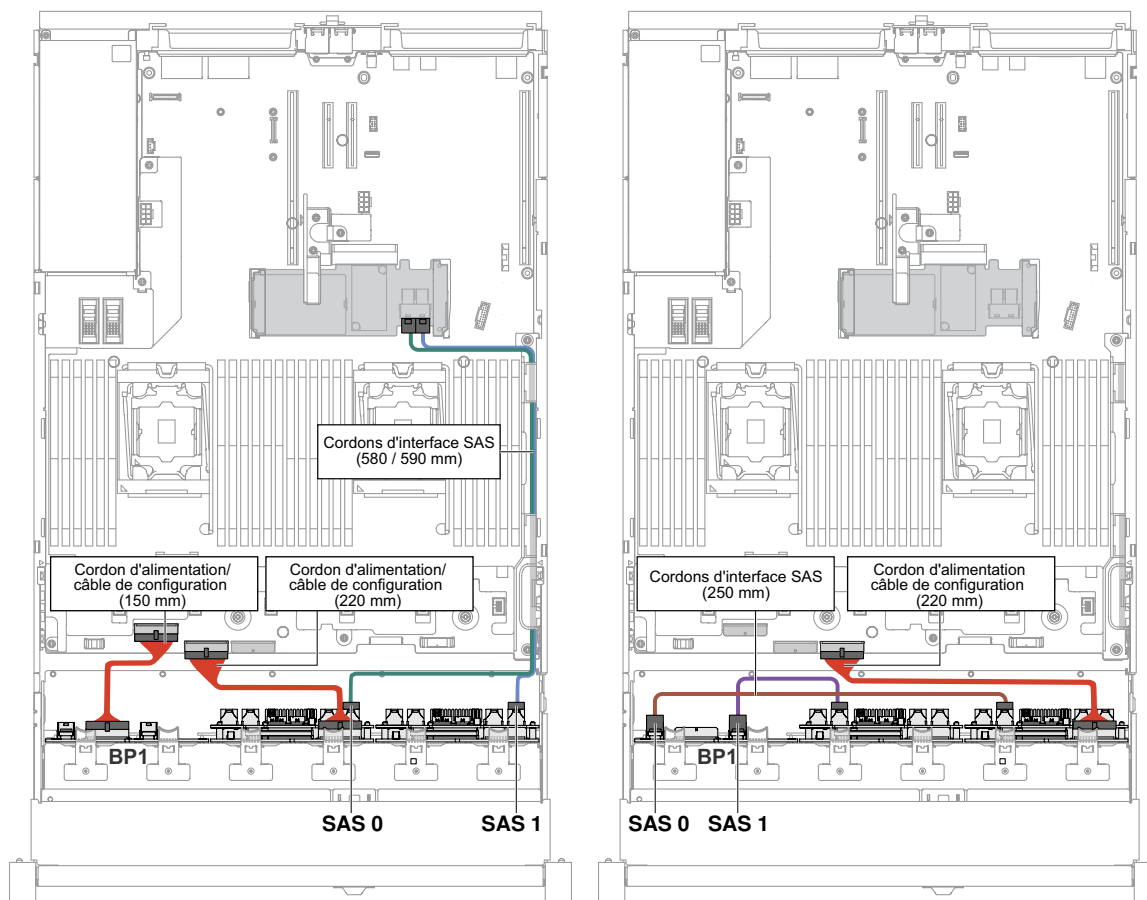 Cordons d'interface SAS
(580 / 590 mm)
Cordon d'alimentation/
câble de configuration
(150 mm)
Cordon d'alimentation/
câble de configuration
(220 mm)
BP1
SAS 0
SAS 1
Cordons d'interface SAS
(250 mm)
Cordon d'alimentation
câble de configuration
(220 mm)
BP1
SAS 0
SAS 1